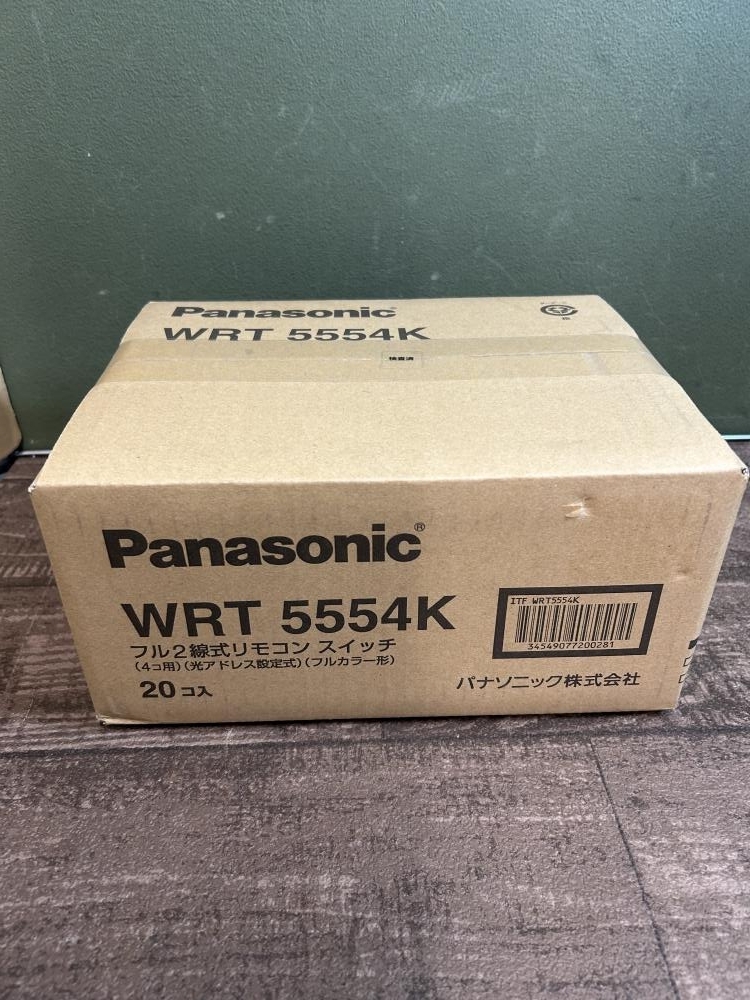 Panasonic
WRT 5554K
検査済
Panasonic®
WRT 5554K
フル2線式リモコン スイッチ
(4コ用)(光アドレス設定式)(フルカラー形)
20コ入
ITF WRT5554K
34549077200281
パナソニック株式会社